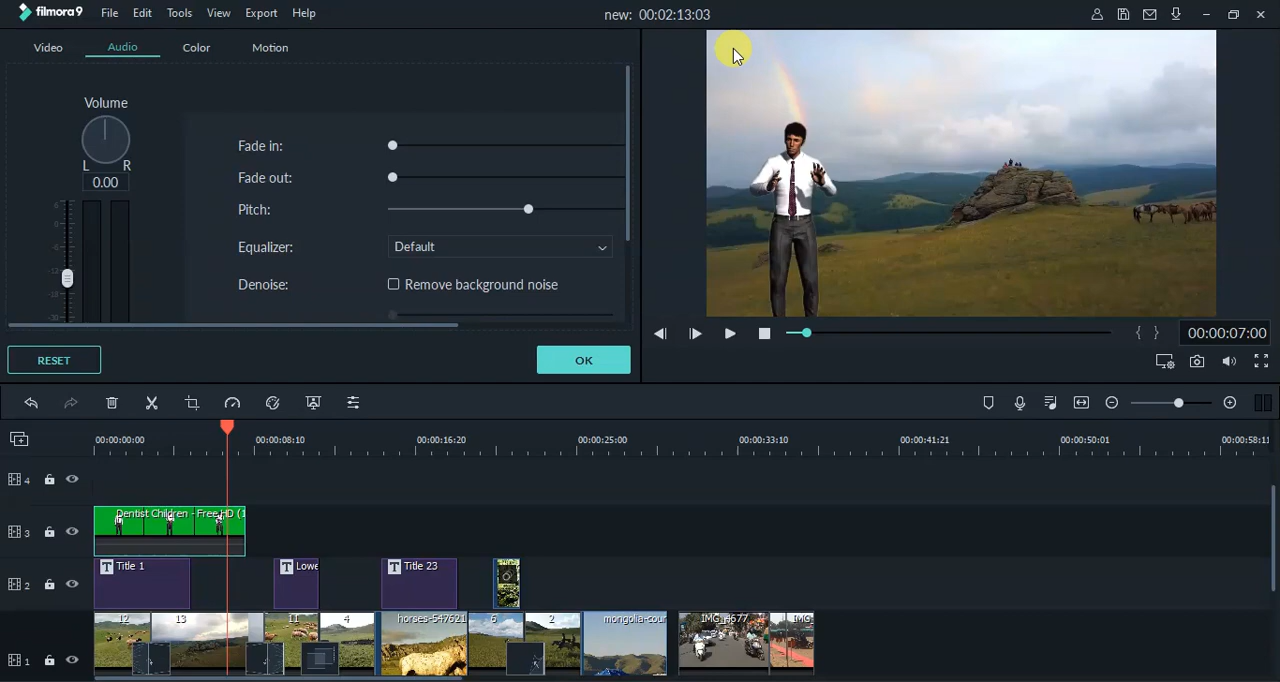 filmora9 File Edit Tools View Export Help new: 00:02:13:03
Video Audio Color Motion
Volume
L R
0.00
Fade in:
Fade out:
Pitch:
Equalizer: Default
Denoise: Remove background noise
RESET OK
00:00:07:00
00:00:00:00 00:00:08:10 00:00:16:20 00:00:25:00 00:00:33:10 00:00:41:21 00:00:50:01 00:00:58:11
4
3 Dentist Children - Free HD (1
2 Title 1 Lowe Title 23
12 13 11 4 horses-547521 6 2 mongolia-cour IMG_4677 IMG
1